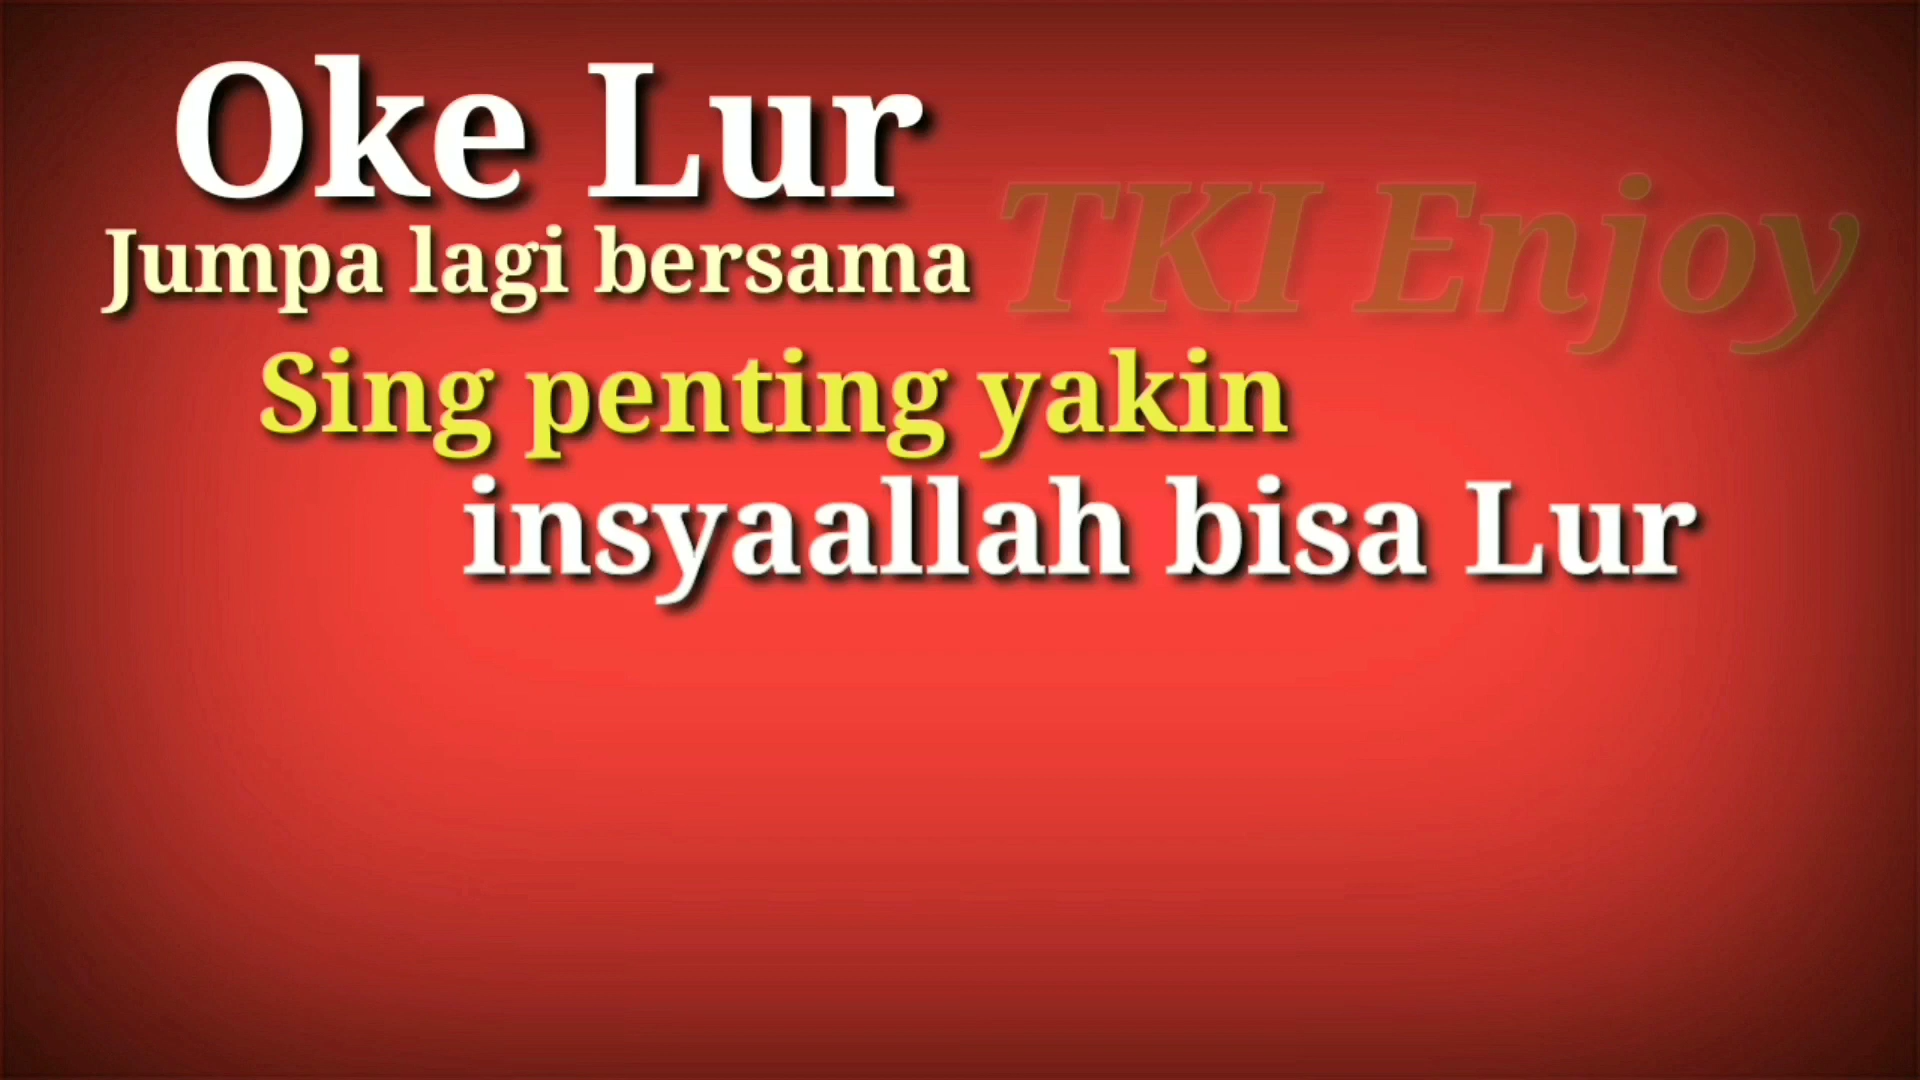 Oke Lur
Jumpa lagi bersama TKI Enjoy
Sing penting yakin
insyaallah bisa Lur